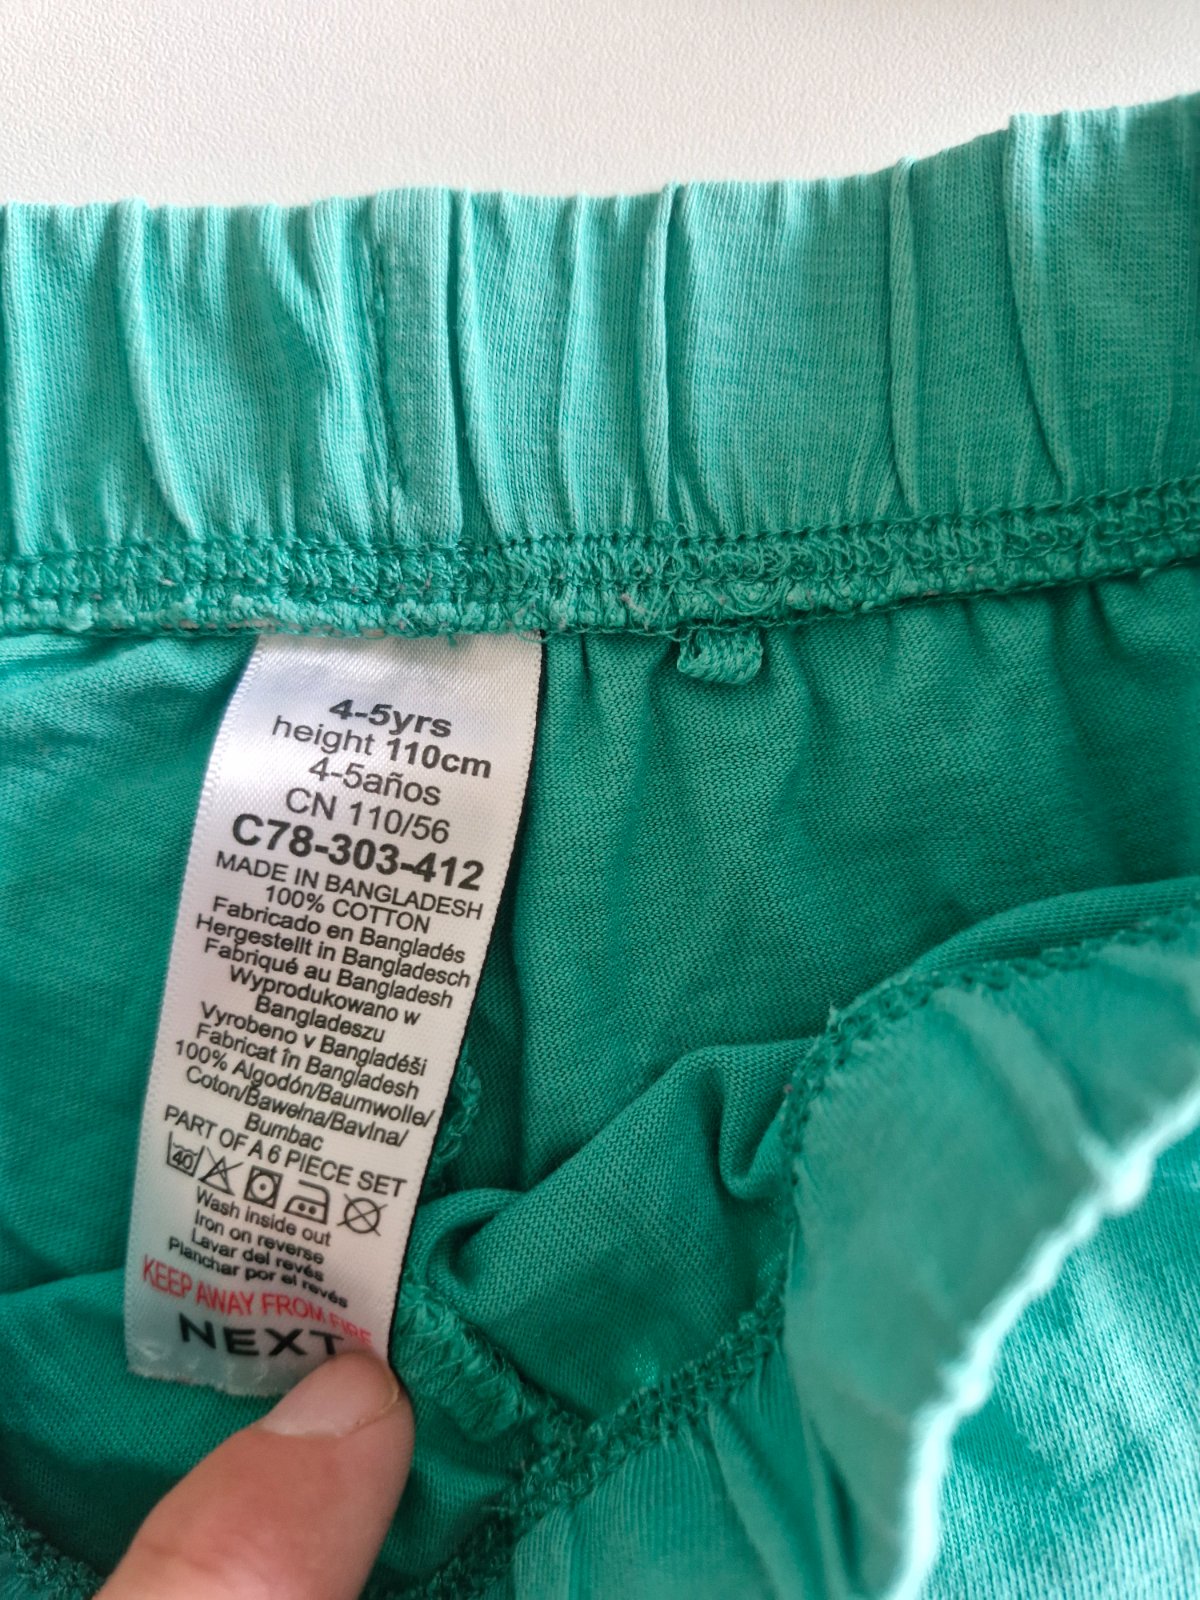 4-5yrs
height 110cm
4-5años
CN 110/56
C78-303-412
MADE IN BANGLADESH
100% COTTON
Fabricado en Bangladés
Hergestellt in Bangladesch
Fabriqué au Bangladesh
Wyprodukowano w
Bangladeszu
Vyrobeno v Bangladéši
Fabricat în Bangladesh
100% Algodón/Baumwolle/
Coton/Bawełna/Bavlna/
Bumbac
PART OF A 6 PIECE SET
40
Wash inside out
Iron on reverse
Lavar del revés
Planchar por el revés
KEEP AWAY FROM FIRE
NEXT